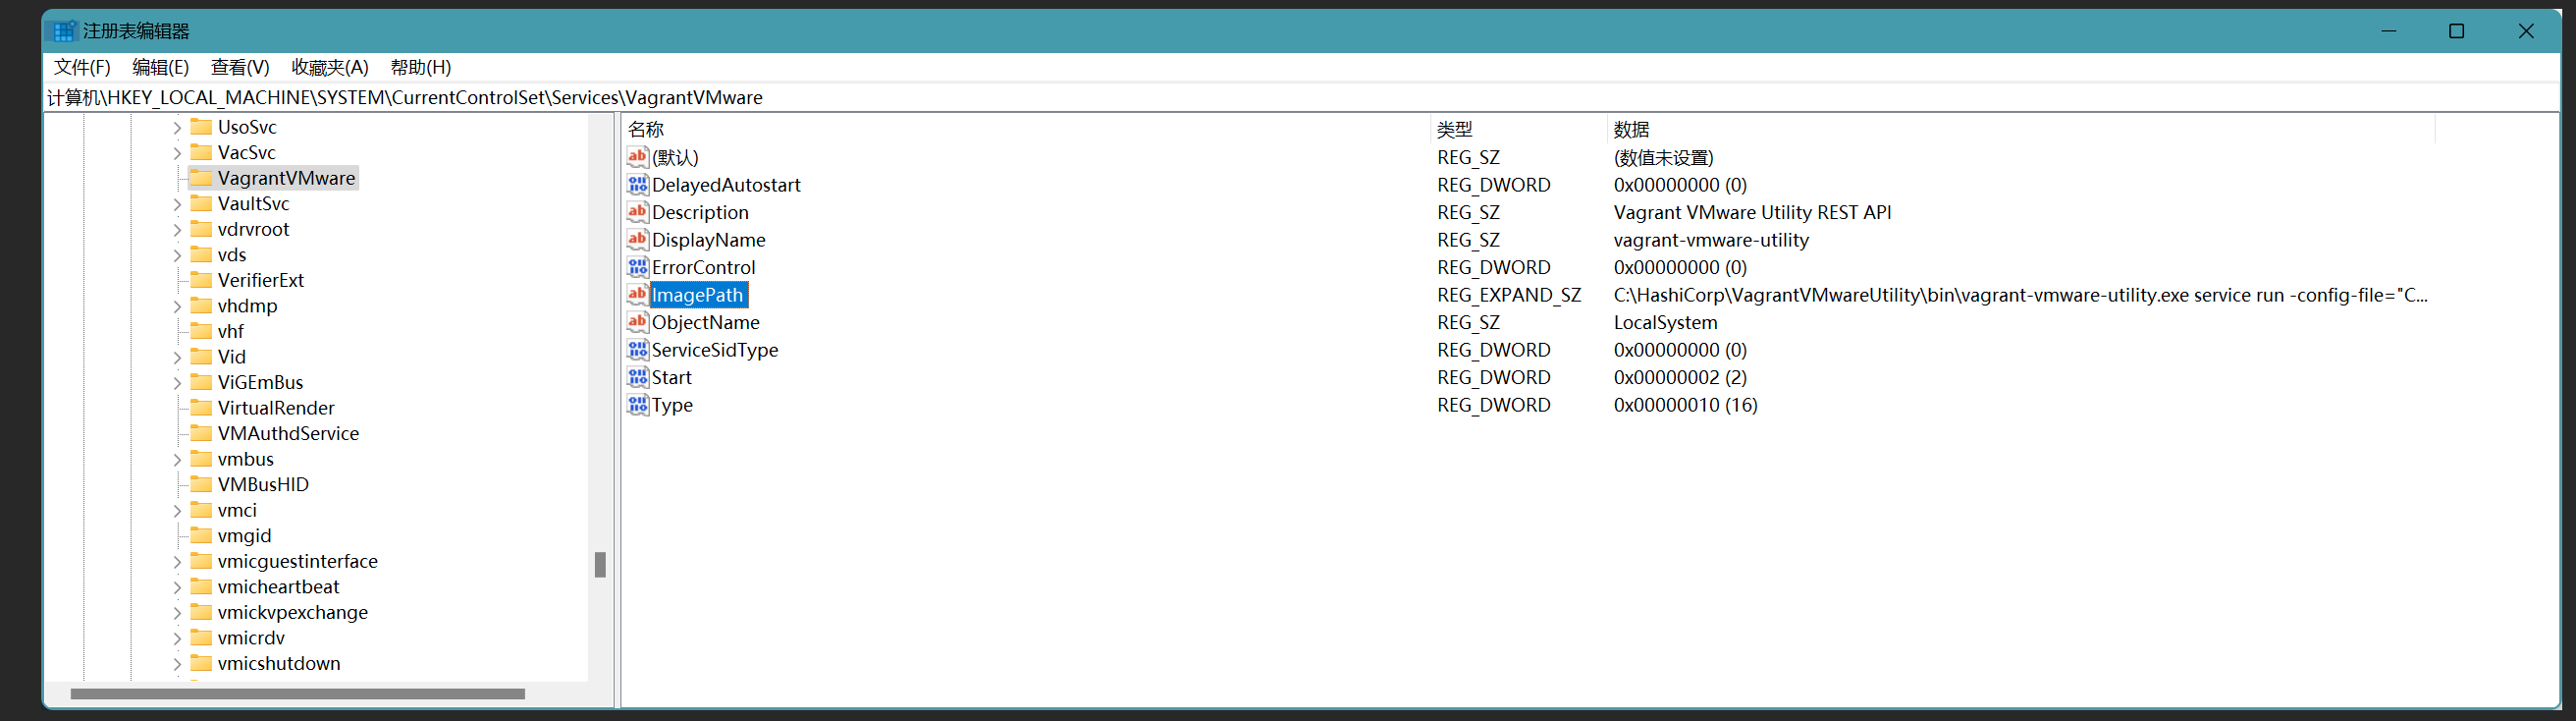 注册表编辑器
文件(F) 编辑(E) 查看(V) 收藏夹(A) 帮助(H)
计算机\HKEY_LOCAL_MACHINE\SYSTEM\CurrentControlSet\Services\VagrantVMware
UsoSvc
VacSvc
VagrantVMware
VaultSvc
vdrvroot
vds
VerifierExt
vhdmp
vhf
Vid
ViGEmBus
VirtualRender
VMAuthdService
vmbus
VMBusHID
vmci
vmgid
vmicguestinterface
vmicheartbeat
vmickvpexchange
vmicrdv
vmicshutdown
名称 类型 数据
(默认) REG_SZ (数值未设置)
DelayedAutostart REG_DWORD 0x00000000 (0)
Description REG_SZ Vagrant VMware Utility REST API
DisplayName REG_SZ vagrant-vmware-utility
ErrorControl REG_DWORD 0x00000000 (0)
ImagePath REG_EXPAND_SZ C:\HashiCorp\VagrantVMwareUtility\bin\vagrant-vmware-utility.exe service run -config-file="C...
ObjectName REG_SZ LocalSystem
ServiceSidType REG_DWORD 0x00000000 (0)
Start REG_DWORD 0x00000002 (2)
Type REG_DWORD 0x00000010 (16)